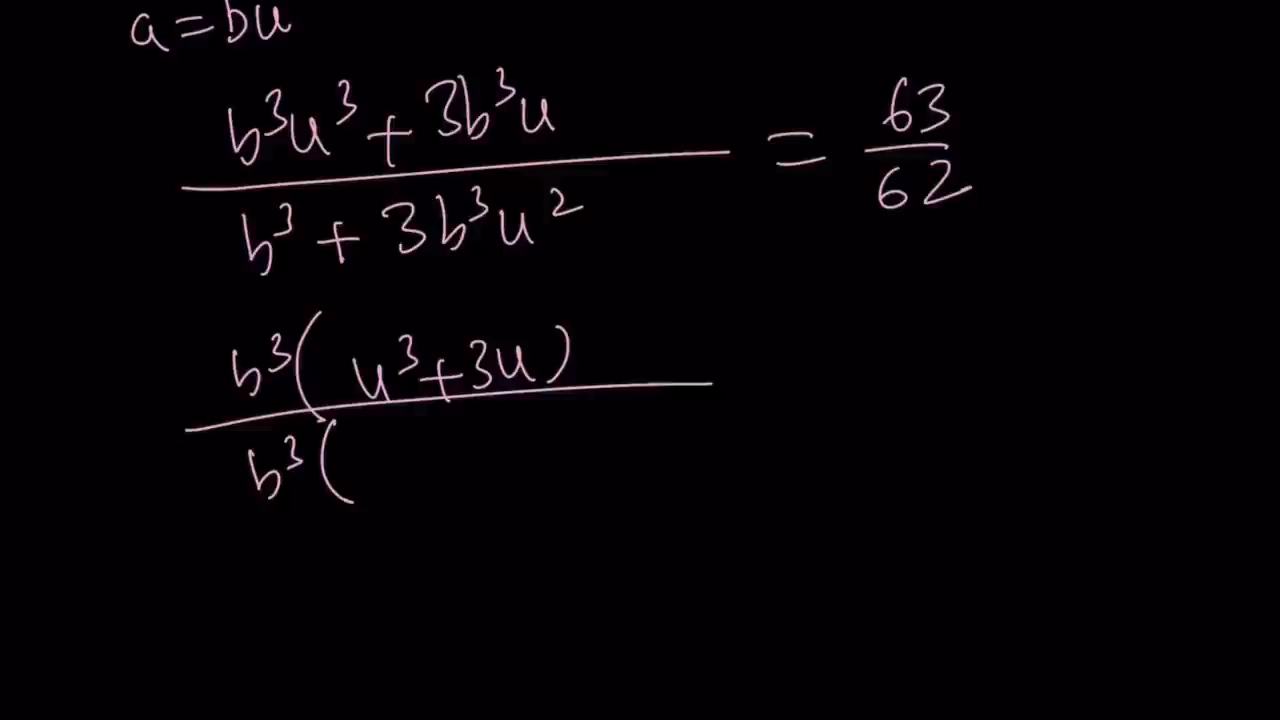 a = bu
b³u³ + 3b³u = 63
b³ + 3b³u² 62
b³( u³+3u)
b³(